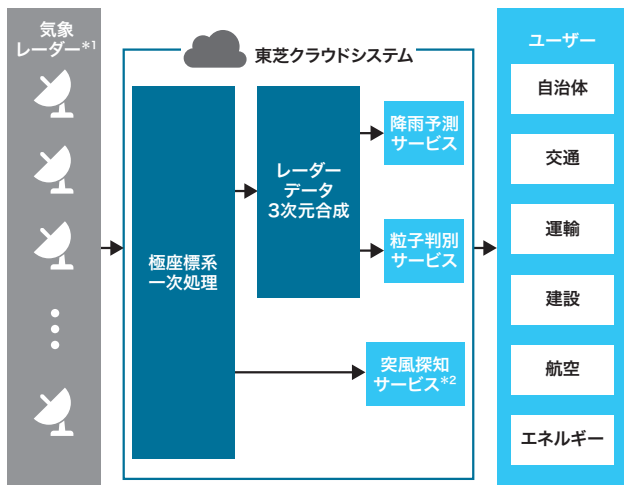 気象
レーダー*1
東芝クラウドシステム
極座標系
一次処理
レーダー
データ
3次元合成
降雨予測
サービス
粒子判別
サービス
突風探知
サービス*2
ユーザー
自治体
交通
運輸
建設
航空
エネルギー